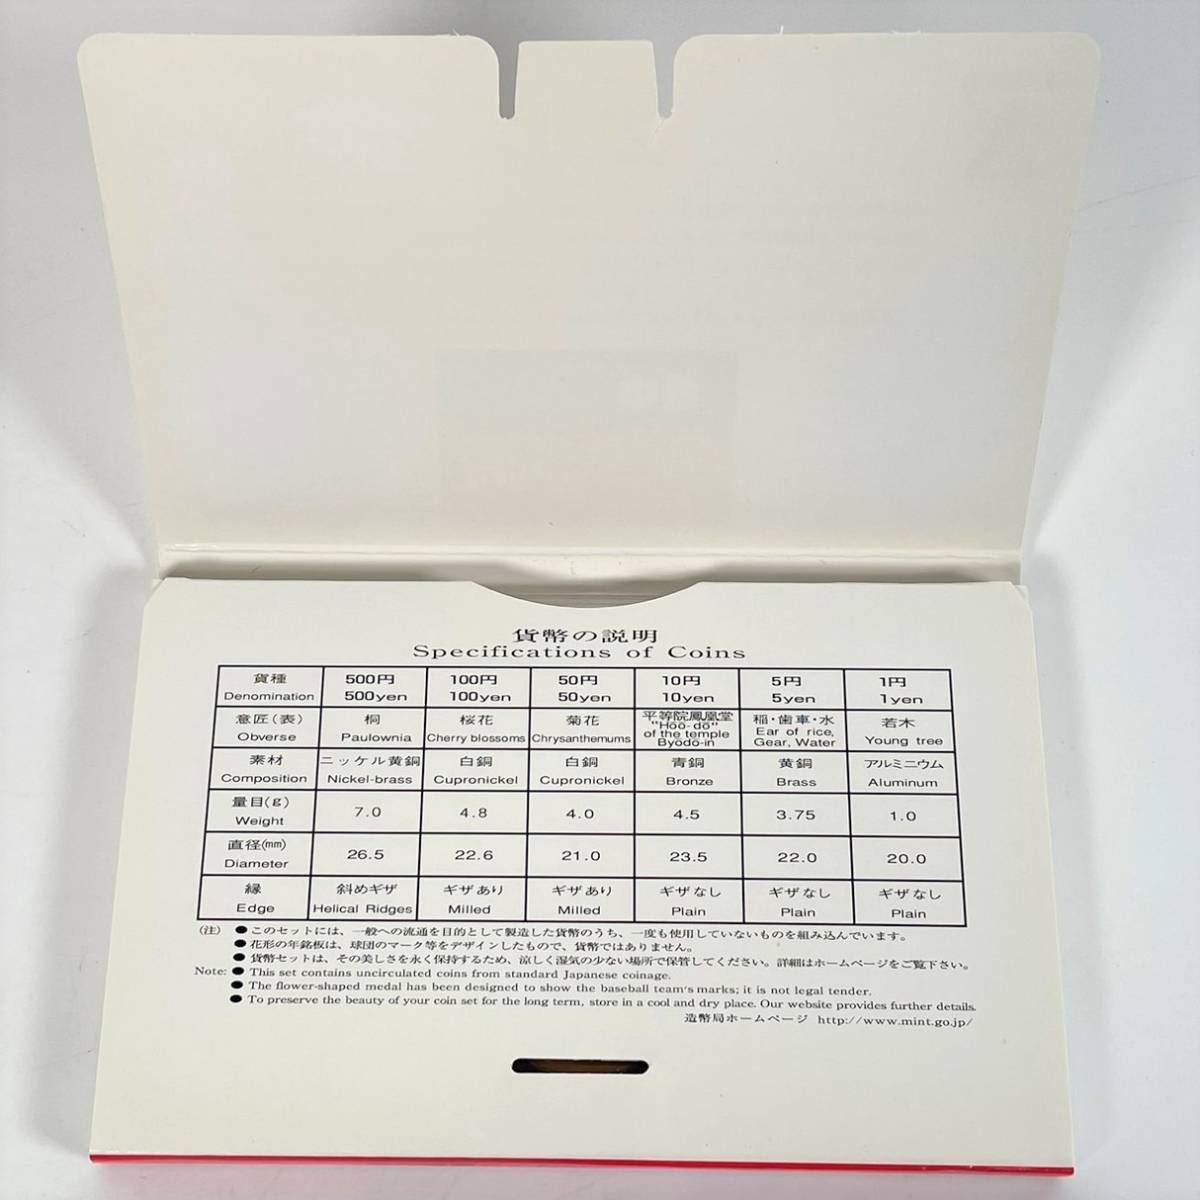 貨幣の説明
Specifications of Coins
貨種 500円 100円 50円 10円 5円 1円
Denomination 500yen 100yen 50yen 10yen 5yen 1yen
意匠(表) 桐 桜花 菊花 平等院鳳凰堂 稲・歯車・水 若木
Obverse Paulownia Cherry blossoms Chrysanthemums "Hōō-dō" of the temple Byōdō-in Ear of rice, Gear, Water Young tree
素材 ニッケル黄銅 白銅 白銅 青銅 黄銅 アルミニウム
Composition Nickel-brass Cupronickel Cupronickel Bronze Brass Aluminum
量目(g)
Weight 7.0 4.8 4.0 4.5 3.75 1.0
直径(mm)
Diameter 26.5 22.6 21.0 23.5 22.0 20.0
縁 斜めギザ ギザあり ギザあり ギザなし ギザなし ギザなし
Edge Helical Ridges Milled Milled Plain Plain Plain
(注) ●このセットには、一般への流通を目的として製造した貨幣のうち、一度も使用していないものを組み込んでいます。
●花形の年銘板は、球団のマーク等をデザインしたもので、貨幣ではありません。
●貨幣セットは、その美しさを永く保持するため、涼しく湿気の少ない場所で保管してください。詳細はホームページをご覧下さい。
Note: ● This set contains uncirculated coins from standard Japanese coinage.
● The flower-shaped medal has been designed to show the baseball team's marks; it is not legal tender.
● To preserve the beauty of your coin set for the long term, store in a cool and dry place. Our website provides further details.
造幣局ホームページ http://www.mint.go.jp/